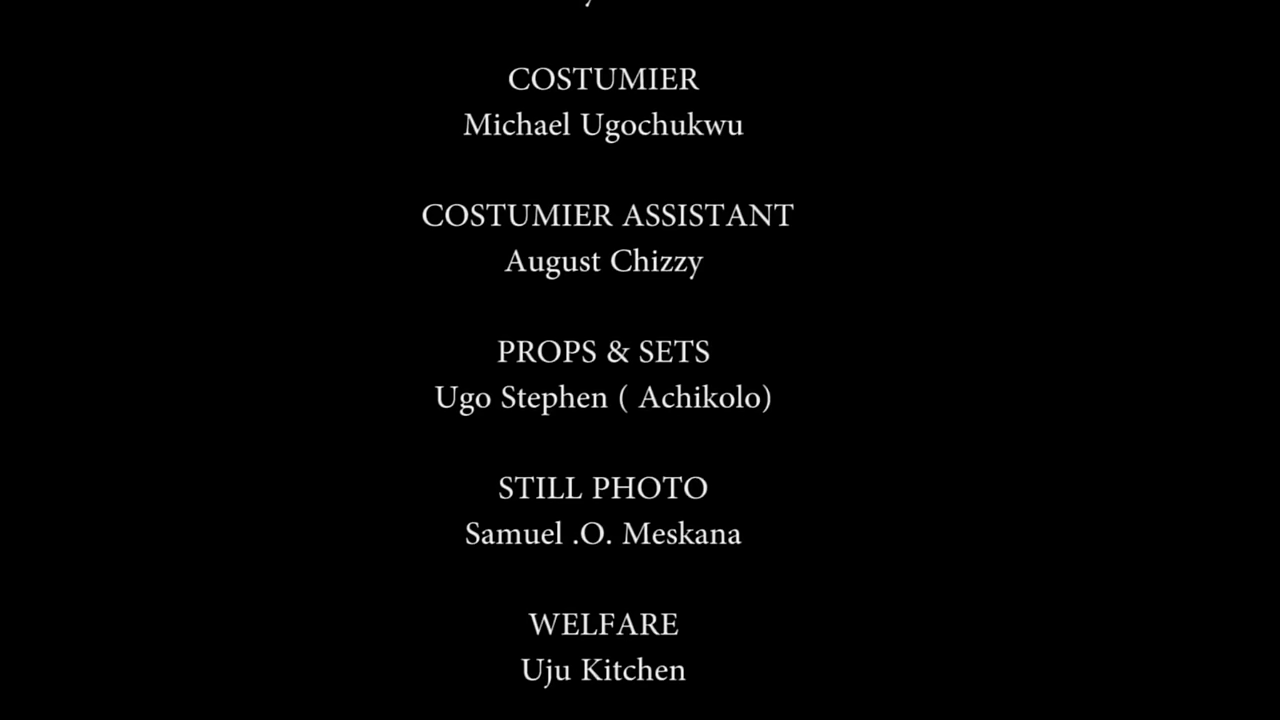 COSTUMIER
Michael Ugochukwu
COSTUMIER ASSISTANT
August Chizzy
PROPS & SETS
Ugo Stephen ( Achikolo)
STILL PHOTO
Samuel .O. Meskana
WELFARE
Uju Kitchen